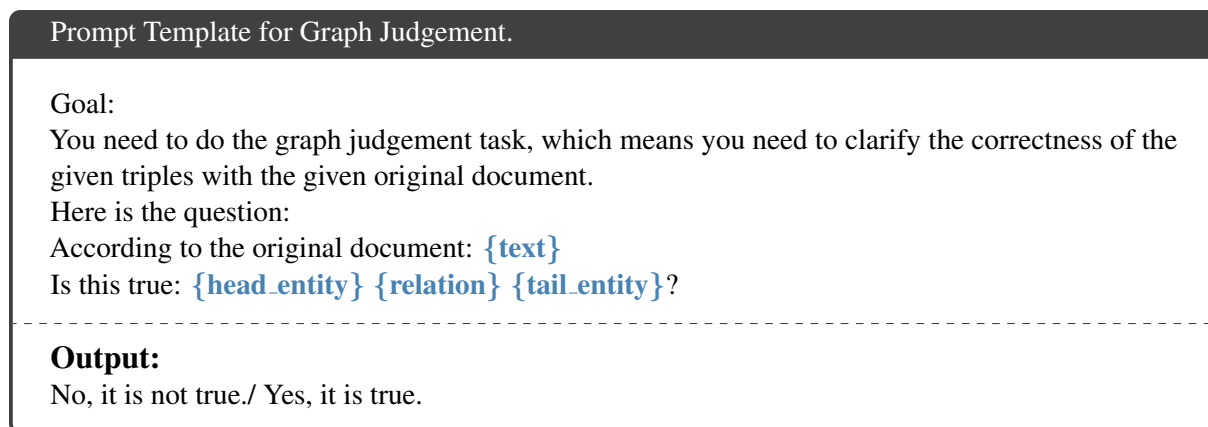 Prompt Template for Graph Judgement.
Goal:
You need to do the graph judgement task, which means you need to clarify the correctness of the
given triples with the given original document.
Here is the question:
According to the original document: {text}
Is this true: {head_entity} {relation} {tail_entity}?
Output:
No, it is not true./ Yes, it is true.